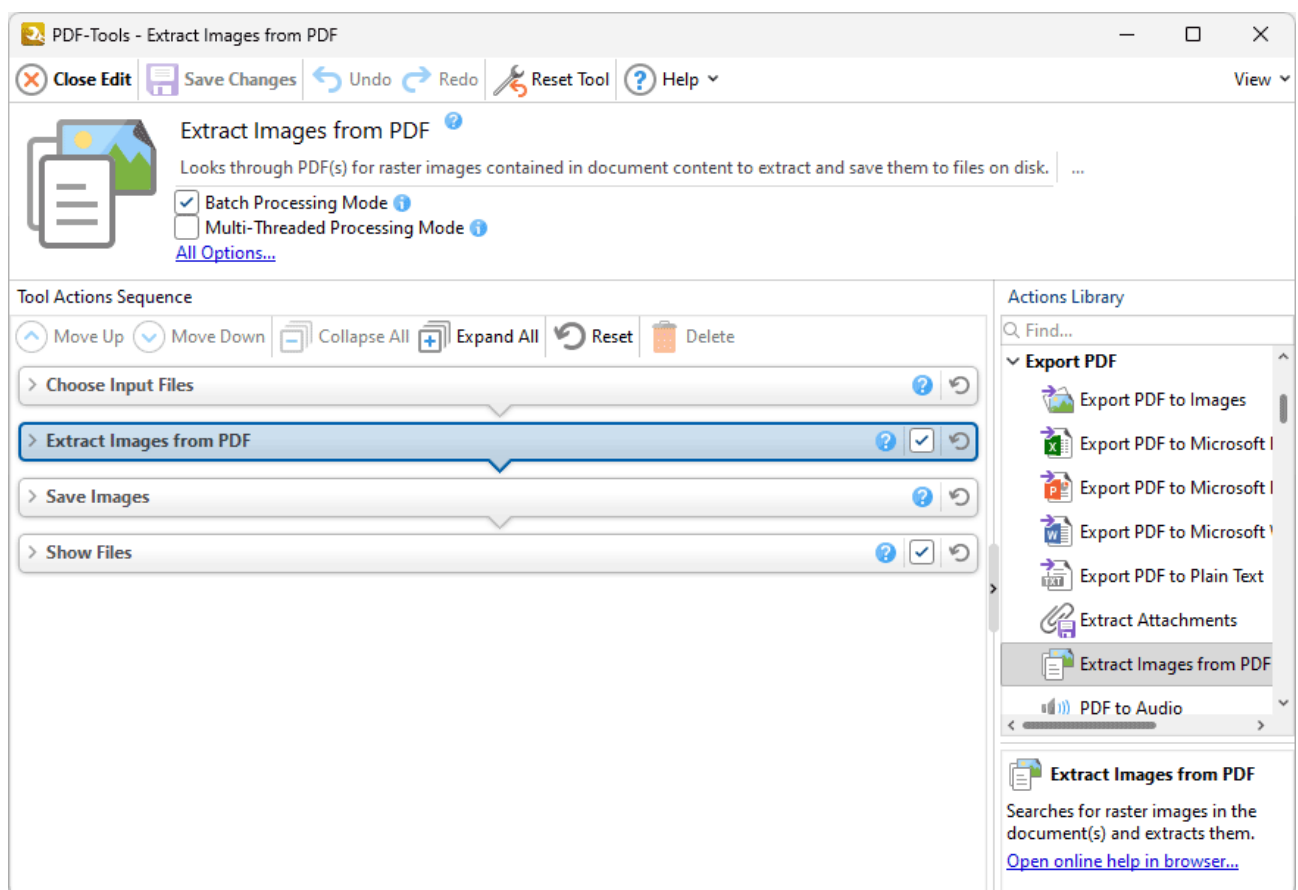 PDF-Tools - Extract Images from PDF
Close Edit Save Changes Undo Redo Reset Tool Help View
Extract Images from PDF
Looks through PDF(s) for raster images contained in document content to extract and save them to files on disk. ...
Batch Processing Mode
Multi-Threaded Processing Mode
All Options...
Tool Actions Sequence
Move Up Move Down Collapse All Expand All Reset Delete
Choose Input Files
Extract Images from PDF
Save Images
Show Files
Actions Library
Find...
Export PDF
Export PDF to Images
Export PDF to Microsoft
Export PDF to Microsoft
Export PDF to Microsoft
Export PDF to Plain Text
Extract Attachments
Extract Images from PDF
PDF to Audio
Extract Images from PDF
Searches for raster images in the
document(s) and extracts them.
Open online help in browser...